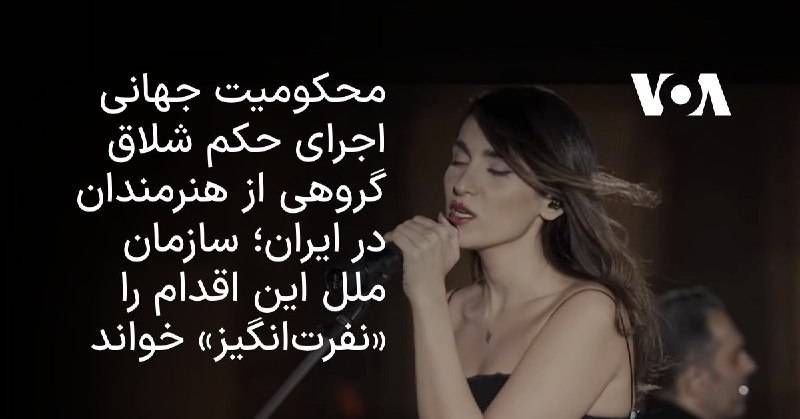 VOA
محکومیت جهانی
اجرای حکم شلاق
گروهی از هنرمندان
در ایران؛ سازمان
ملل این اقدام را
«نفرت‌انگیز» خواند